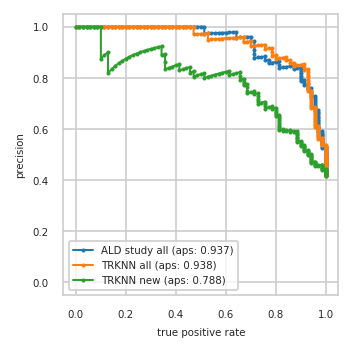 1.0
0.8
0.6
0.4
0.2
0.0
precision
ALD study all (aps: 0.937)
TRKNN all (aps: 0.938)
TRKNN new (aps: 0.788)
0.0 0.2 0.4 0.6 0.8 1.0
true positive rate